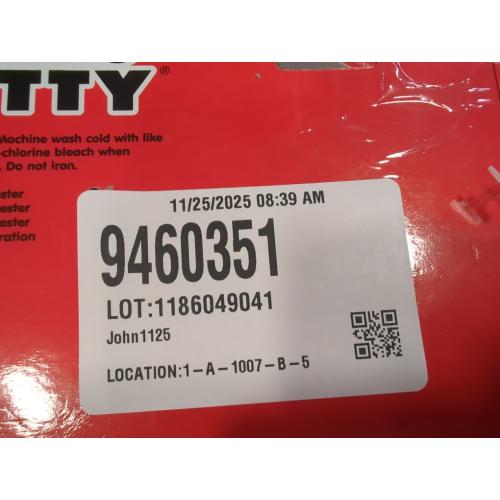 TTY®
Machine wash cold with like
-chlorine bleach when
. Do not iron.
ester
ester
ester
ration
11/25/2025 08:39 AM
9460351
LOT:1186049041
John1125
LOCATION:1-A-1007-B-5